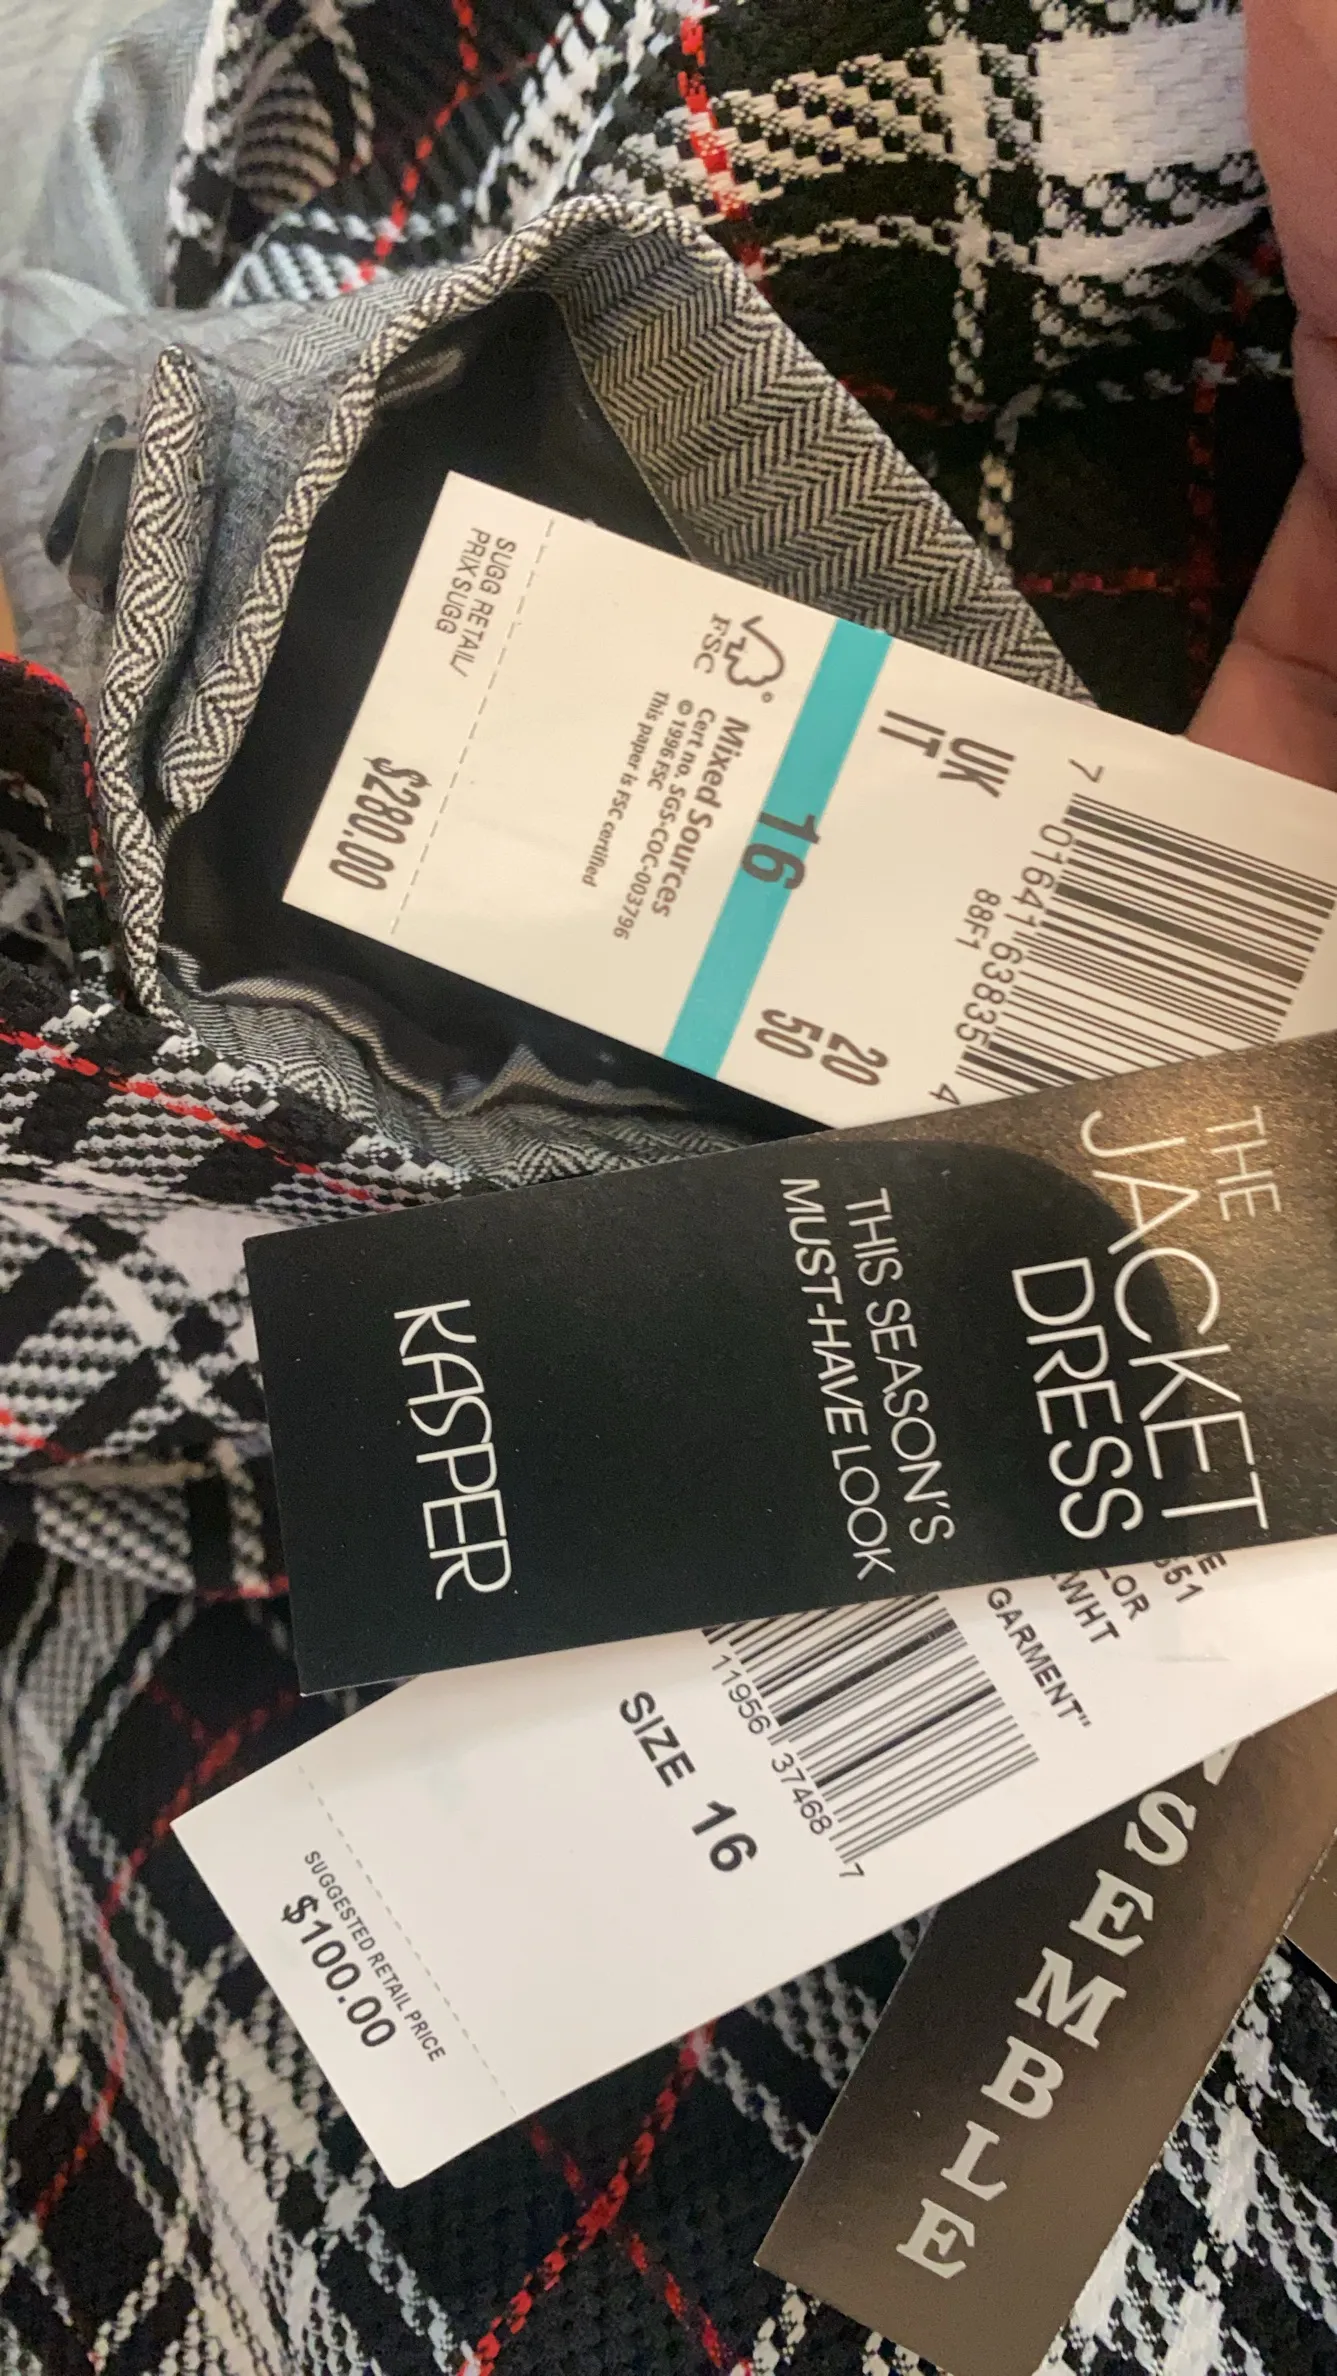 7 01641 63835 4
88F1
UK 20
IT 50
16
FSC
Mixed Sources
Cert no. SGS-COC-003796
© 1996 FSC
This paper is FSC certified
SUGG RETAIL/
PRIX SUGG
$280.00
THE
JACKET
DRESS
THIS SEASON'S
MUST-HAVE LOOK
KASPER
GARMENT"
11956 37468 7
SIZE 16
SUGGESTED RETAIL PRICE
$100.00
SEMBLE